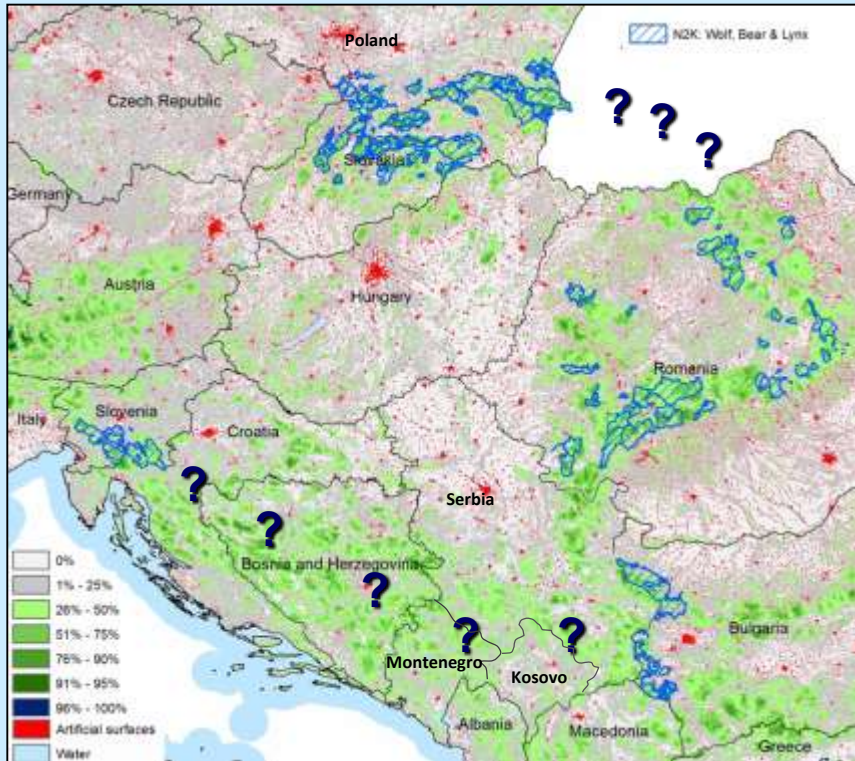 Poland
N2K: Wolf, Bear & Lynx
Czech Republic
? ? ?
Slovakia
Germany
Austria
Hungary
Romania
Slovenia
Italy
Croatia
?
Serbia
?
Bosnia and Herzegovina
?
? ?
Bulgaria
Montenegro
Kosovo
Albania
Macedonia
Greece
0%
1% - 25%
26% - 50%
51% - 75%
76% - 90%
91% - 95%
96% - 100%
Artificial surfaces
Water